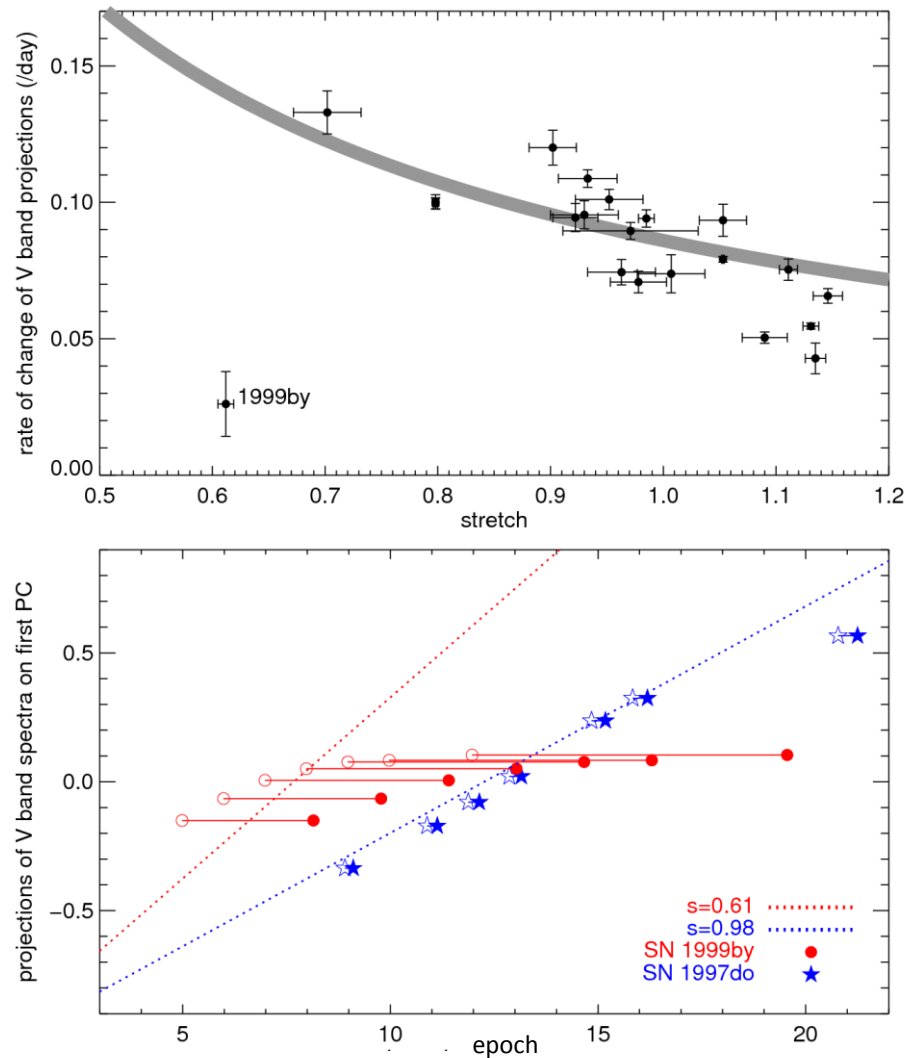 rate of change of V band projections (/day)
0.15
0.10
0.05
0.00
1999by
0.5 0.6 0.7 0.8 0.9 1.0 1.1 1.2
stretch
projections of V band spectra on first PC
0.5
0.0
−0.5
s=0.61
s=0.98
SN 1999by
SN 1997do
5 10 15 20
epoch